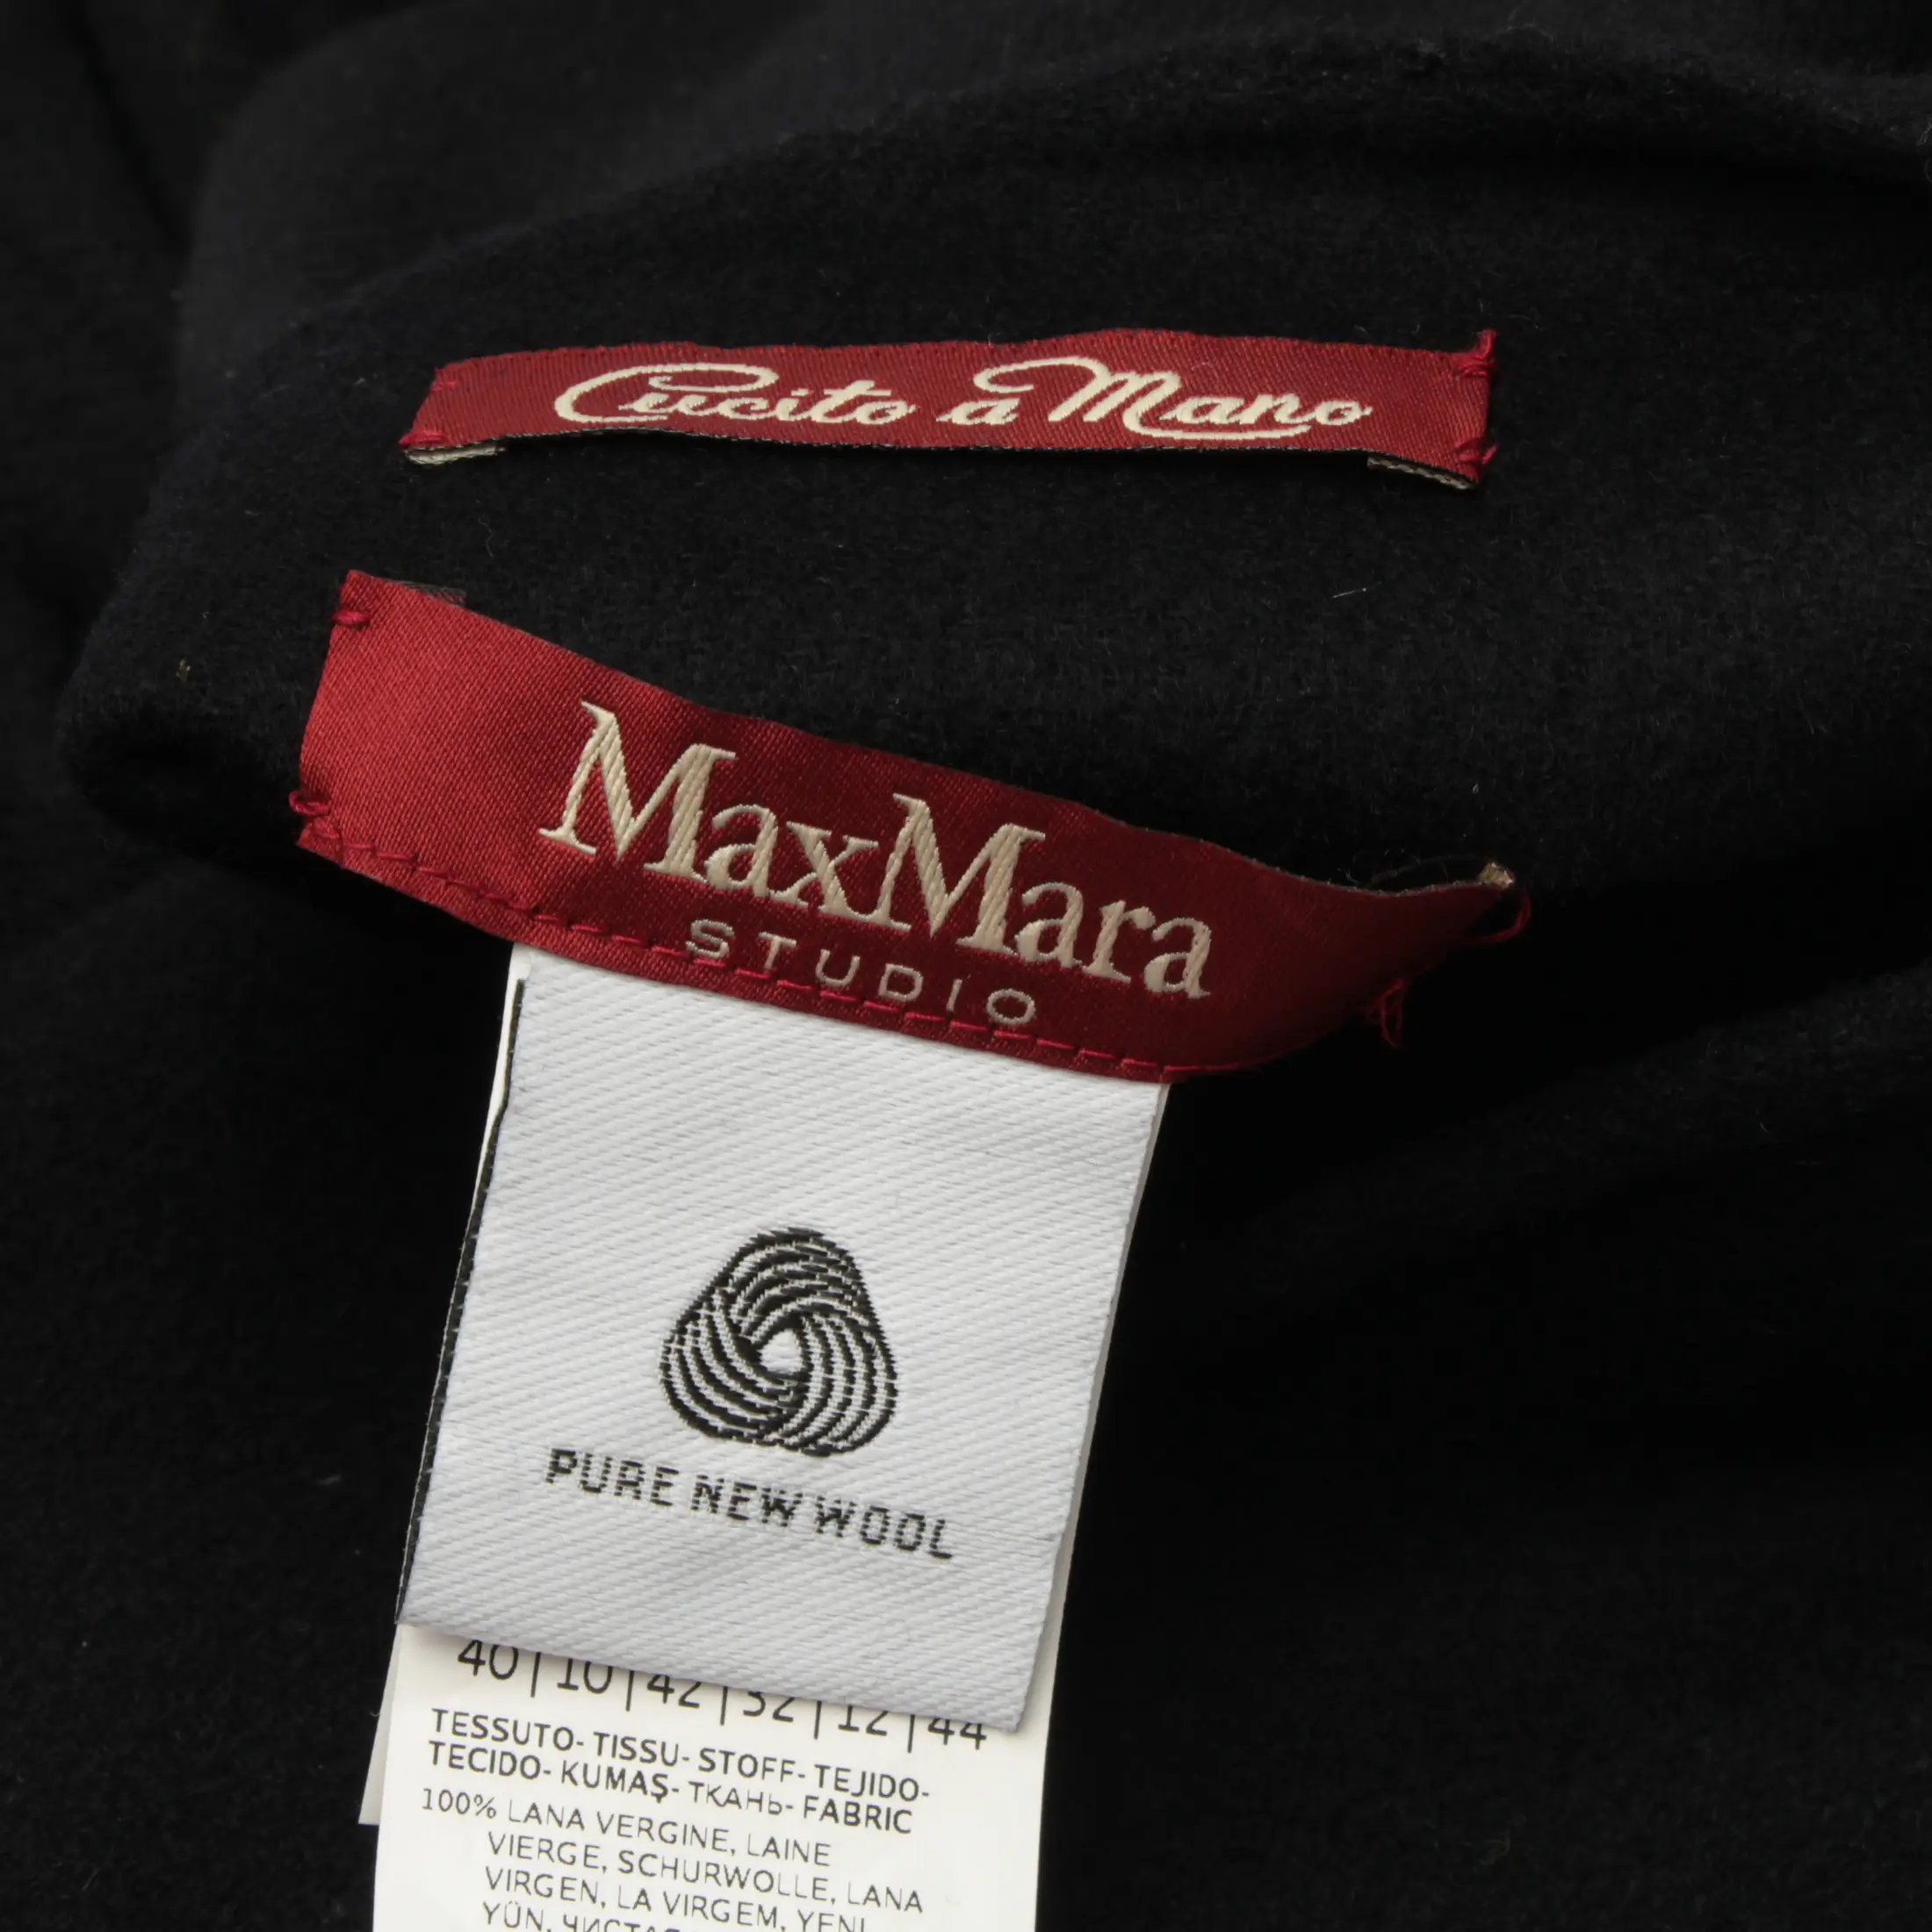 Cucito a Mano
MaxMara
STUDIO
PURE NEW WOOL
40|10|42|32|12|44
TESSUTO-TISSU-STOFF-TEJIDO-
TECIDO-KUMAŞ-ТКАНЬ-FABRIC
100% LANA VERGINE, LAINE
VIERGE, SCHURWOLLE, LANA
VIRGEN, LA VIRGEM, YENI
YÜN,